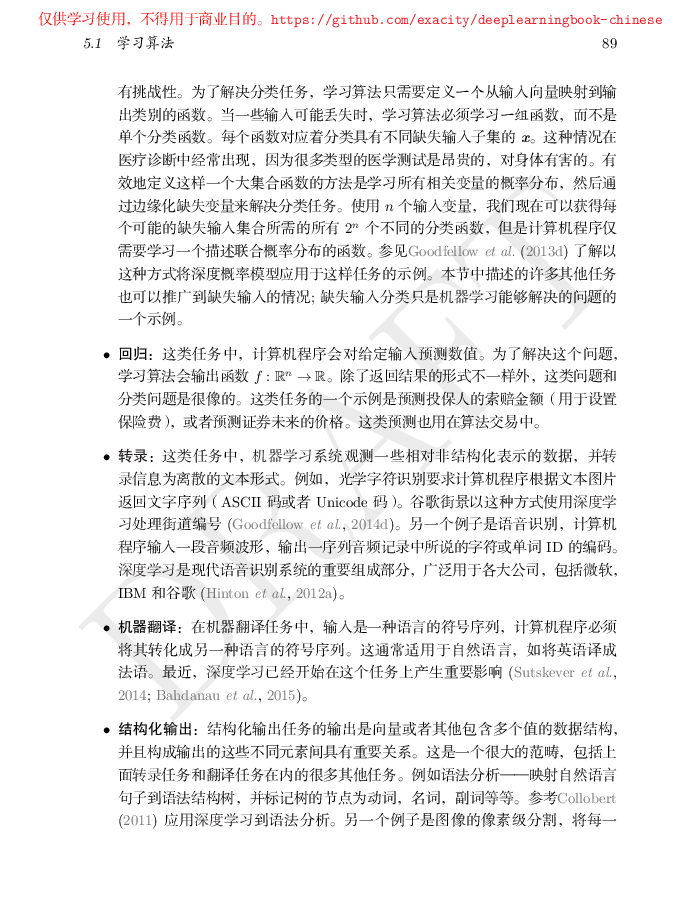 仅供学习使用，不得用于商业目的。https://github.com/exacity/deeplearningbook-chinese
5.1 学习算法 89
有挑战性。为了解决分类任务，学习算法只需要定义一个从输入向量映射到输
出类别的函数。当一些输入可能丢失时，学习算法必须学习一组函数，而不是
单个分类函数。每个函数对应着分类具有不同缺失输入子集的 x。这种情况在
医疗诊断中经常出现，因为很多类型的医学测试是昂贵的，对身体有害的。有
效地定义这样一个大集合函数的方法是学习所有相关变量的概率分布，然后通
过边缘化缺失变量来解决分类任务。使用 n 个输入变量，我们现在可以获得每
个可能的缺失输入集合所需的所有 2ⁿ 个不同的分类函数，但是计算机程序仅
需要学习一个描述联合概率分布的函数。参见Goodfellow et al. (2013d) 了解以
这种方式将深度概率模型应用于这样任务的示例。本节中描述的许多其他任务
也可以推广到缺失输入的情况; 缺失输入分类只是机器学习能够解决的问题的
一个示例。
• 回归：这类任务中，计算机程序会对给定输入预测数值。为了解决这个问题，
学习算法会输出函数 f : ℝⁿ → ℝ。除了返回结果的形式不一样外，这类问题和
分类问题是很像的。这类任务的一个示例是预测投保人的索赔金额（用于设置
保险费），或者预测证券未来的价格。这类预测也用在算法交易中。
• 转录：这类任务中，机器学习系统观测一些相对非结构化表示的数据，并转
录信息为离散的文本形式。例如，光学字符识别要求计算机程序根据文本图片
返回文字序列（ASCII 码或者 Unicode 码）。谷歌街景以这种方式使用深度学
习处理街道编号 (Goodfellow et al., 2014d)。另一个例子是语音识别，计算机
程序输入一段音频波形，输出一序列音频记录中所说的字符或单词 ID 的编码。
深度学习是现代语音识别系统的重要组成部分，广泛用于各大公司，包括微软，
IBM 和谷歌 (Hinton et al., 2012a)。
• 机器翻译：在机器翻译任务中，输入是一种语言的符号序列，计算机程序必须
将其转化成另一种语言的符号序列。这通常适用于自然语言，如将英语译成
法语。最近，深度学习已经开始在这个任务上产生重要影响 (Sutskever et al.,
2014; Bahdanau et al., 2015)。
• 结构化输出：结构化输出任务的输出是向量或者其他包含多个值的数据结构，
并且构成输出的这些不同元素间具有重要关系。这是一个很大的范畴，包括上
面转录任务和翻译任务在内的很多其他任务。例如语法分析——映射自然语言
句子到语法结构树，并标记树的节点为动词，名词，副词等等。参考Collobert
(2011) 应用深度学习到语法分析。另一个例子是图像的像素级分割，将每一
DRAFT